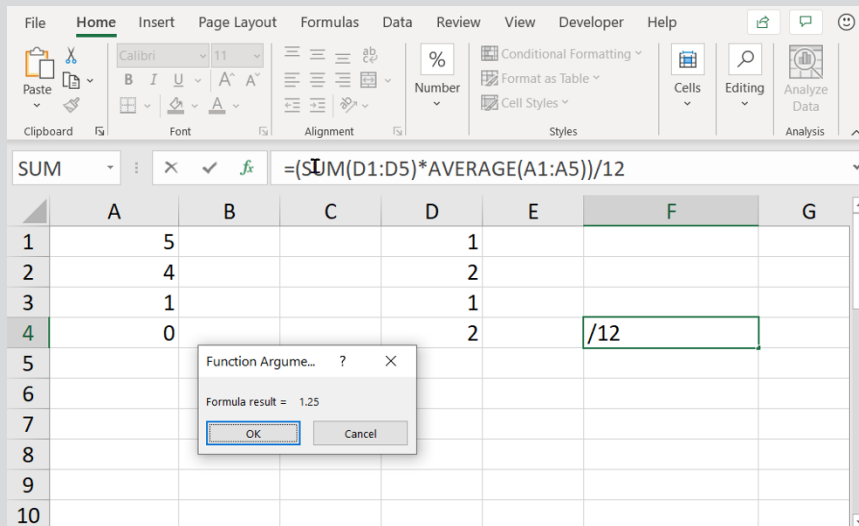 File Home Insert Page Layout Formulas Data Review View Developer Help
Calibri 11 ab c % Conditional Formatting
Paste B I U A A Number Format as Table Cells Editing Analyze Data
A Cell Styles
Clipboard Font Alignment Styles Analysis
SUM fx =(SUM(D1:D5)*AVERAGE(A1:A5))/12
A B C D E F G
1 5 1
2 4 2
3 1 1
4 0 2 /12
5
Function Argume... ? ×
6
Formula result = 1.25
7
OK Cancel
8
9
10